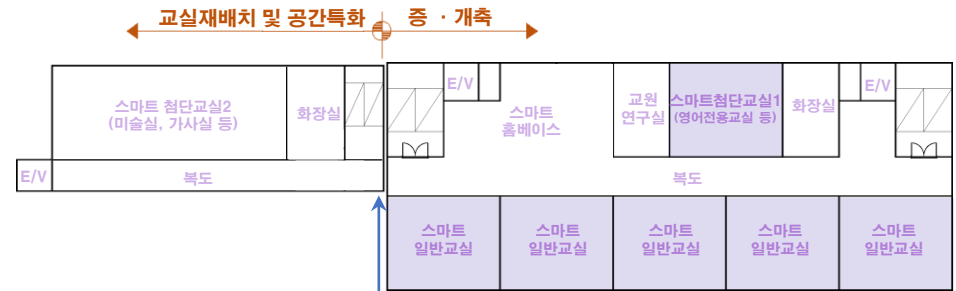 교실재배치 및 공간특화
증 · 개축
E/V
E/V
스마트 첨단교실2
(미술실, 가사실 등)
화장실
스마트
홈베이스
교원
연구실
스마트첨단교실1
(영어전용교실 등)
화장실
E/V
복도
복도
스마트
일반교실
스마트
일반교실
스마트
일반교실
스마트
일반교실
스마트
일반교실